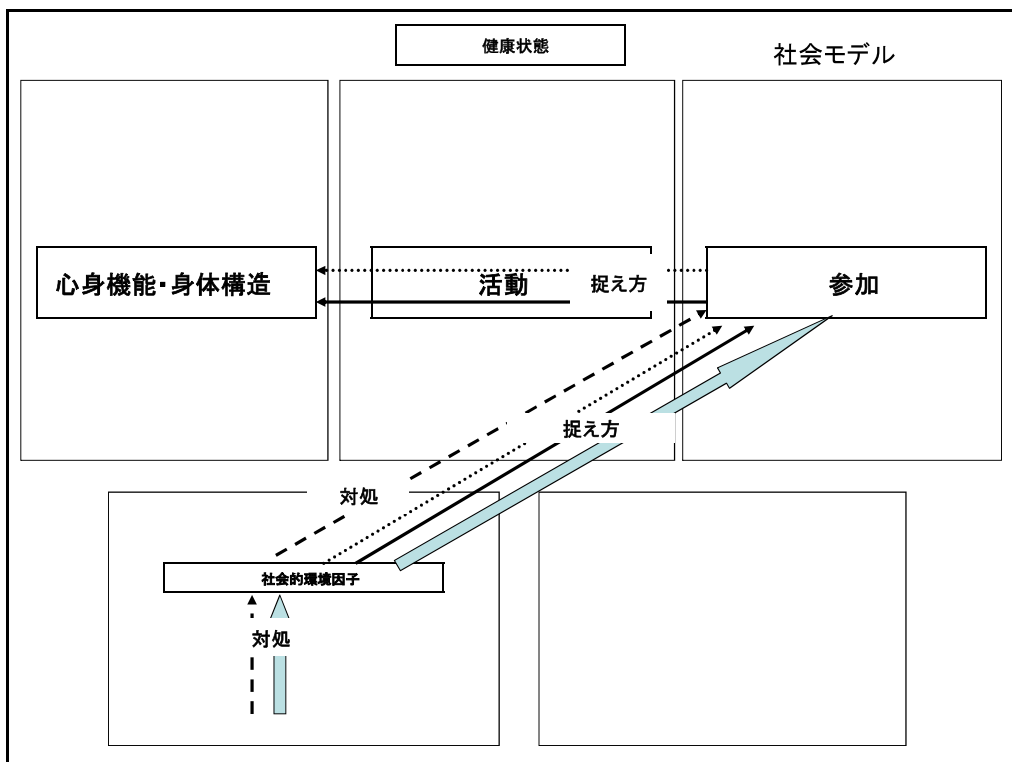 健康状態
社会モデル
心身機能・身体構造
活動
捉え方
参加
捉え方
対処
社会的環境因子
対処